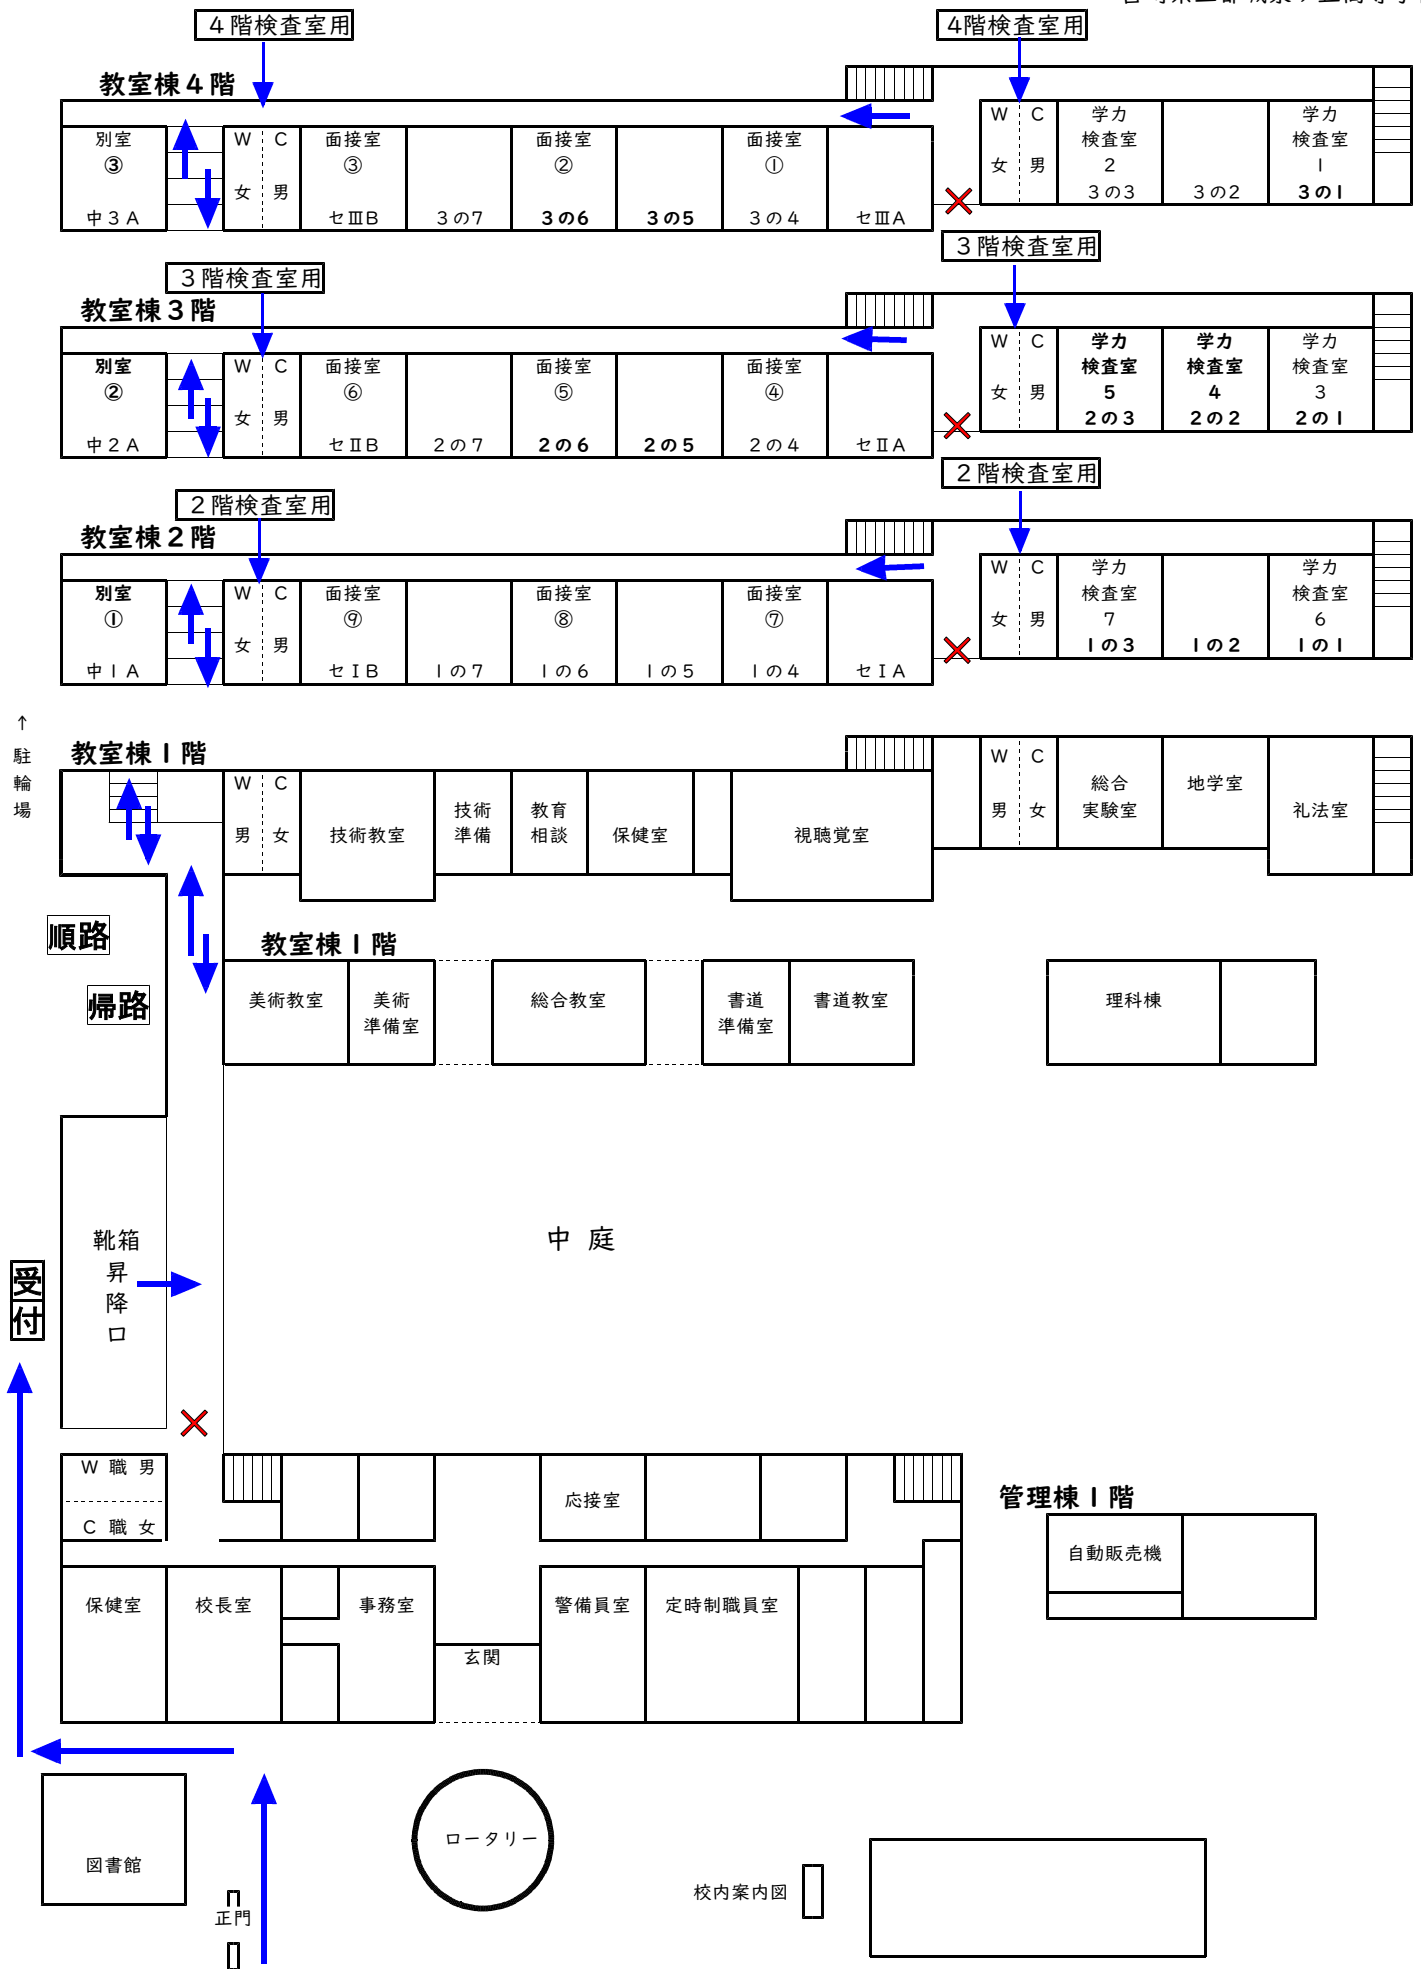 ４階検査室用
4階検査室用
教室棟４階
別室
③
中３A
W C
女 男
面接室
③
セⅢB
３の７
面接室
②
３の６
３の５
面接室
①
３の４
セⅢA
W C
女 男
学力
検査室
２
３の３
３の２
学力
検査室
１
３の１
３階検査室用
３階検査室用
教室棟３階
別室
②
中２A
W C
女 男
面接室
⑥
セⅡB
２の７
面接室
⑤
２の６
２の５
面接室
④
２の４
セⅡA
W C
女 男
学力
検査室
５
２の３
学力
検査室
４
２の２
学力
検査室
３
２の１
２階検査室用
２階検査室用
教室棟２階
別室
①
中１A
W C
女 男
面接室
⑨
セⅠB
１の７
面接室
⑧
１の６
１の５
面接室
⑦
１の４
セⅠA
W C
女 男
学力
検査室
７
１の３
１の２
学力
検査室
６
１の１
↑
駐
輪
場
教室棟１階
W C
男 女
技術教室
技術
準備
教育
相談
保健室
視聴覚室
W C
男 女
総合
実験室
地学室
礼法室
順路
帰路
教室棟１階
美術教室
美術
準備室
総合教室
書道
準備室
書道教室
理科棟
靴箱
昇
降
口
中 庭
受
付
W 職 男
C 職 女
応接室
管理棟１階
自動販売機
保健室
校長室
事務室
玄関
警備員室
定時制職員室
図書館
正門
ロータリー
校内案内図